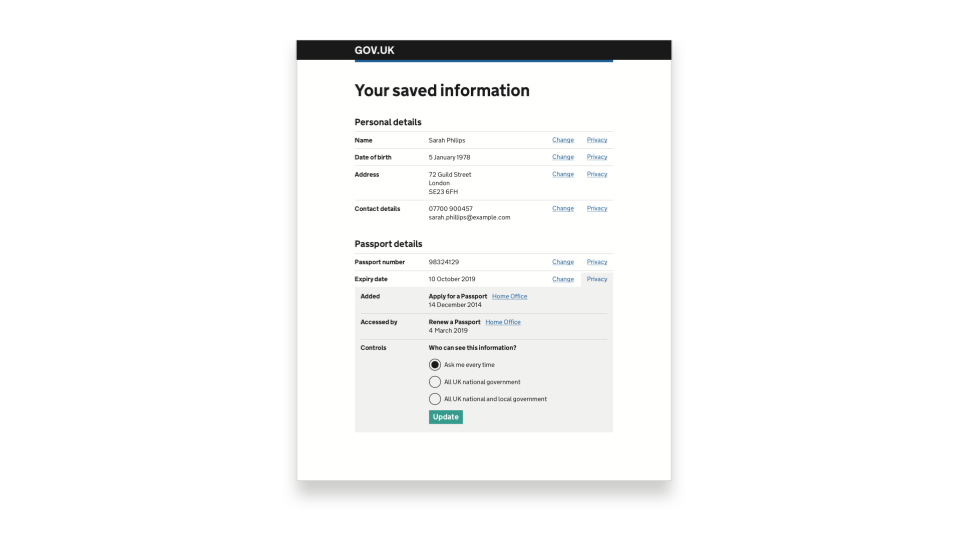 GOV.UK
Your saved information
Personal details
Name Sarah Philips Change Privacy
Date of birth 5 January 1978 Change Privacy
Address 72 Guild Street Change Privacy
London
SE23 6FH
Contact details 07700 900457 Change Privacy
sarah.phillips@example.com
Passport details
Passport number 98324129 Change Privacy
Expiry date 10 October 2019 Change Privacy
Added Apply for a Passport Home Office
14 December 2014
Accessed by Renew a Passport Home Office
4 March 2019
Controls Who can see this information?
Ask me every time
All UK national government
All UK national and local government
Update